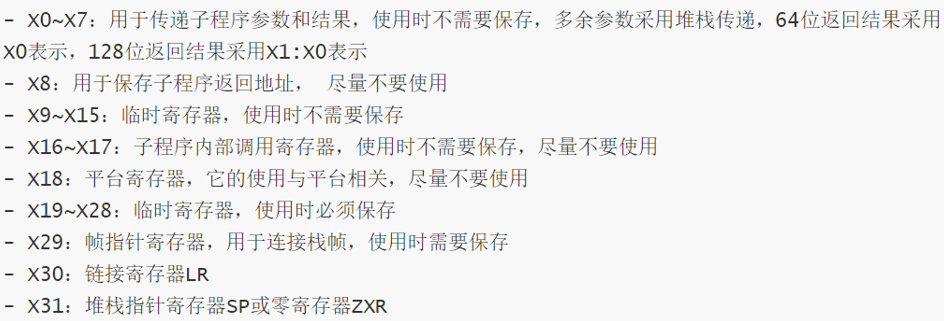 - X0~X7：用于传递子程序参数和结果，使用时不需要保存，多余参数采用堆栈传递，64位返回结果采用
X0表示，128位返回结果采用X1:X0表示
- X8：用于保存子程序返回地址， 尽量不要使用
- X9~X15：临时寄存器，使用时不需要保存
- X16~X17：子程序内部调用寄存器，使用时不需要保存，尽量不要使用
- X18：平台寄存器，它的使用与平台相关，尽量不要使用
- X19~X28：临时寄存器，使用时必须保存
- X29：帧指针寄存器，用于连接栈帧，使用时需要保存
- X30：链接寄存器LR
- X31：堆栈指针寄存器SP或零寄存器ZXR